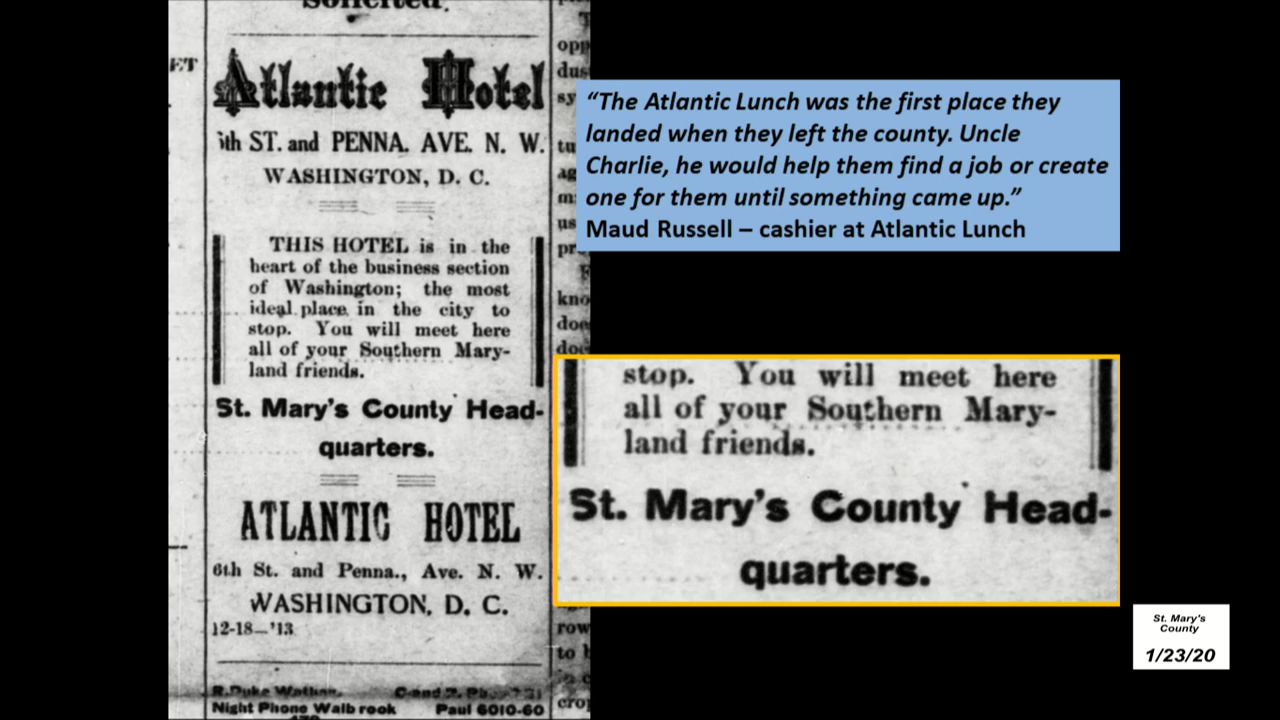 solicited.
Atlantic Hotel
6th ST. and PENNA. AVE. N. W.
WASHINGTON, D. C.
THIS HOTEL is in the
heart of the business section
of Washington; the most
ideal place in the city to
stop. You will meet here
all of your Southern Mary-
land friends.
St. Mary's County Head-
quarters.
ATLANTIC HOTEL
6th St. and Penna., Ave. N. W.
WASHINGTON, D. C.
12-18—'13
R. Duke
Night Phone Walbrook Paul 6010-60
“The Atlantic Lunch was the first place they
landed when they left the county. Uncle
Charlie, he would help them find a job or create
one for them until something came up.”
Maud Russell – cashier at Atlantic Lunch
stop. You will meet here
all of your Southern Mary-
land friends.
St. Mary's County Head-
quarters.
St. Mary's
County
1/23/20